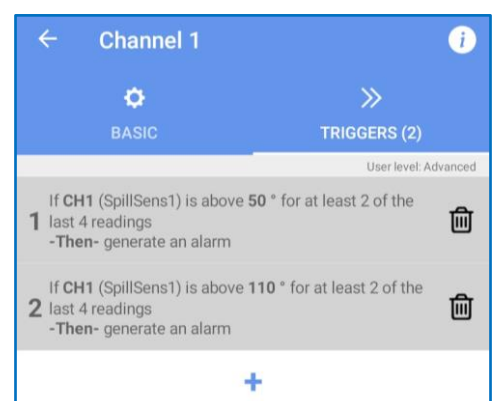 Channel 1
i
BASIC
TRIGGERS (2)
User level: Advanced
1
If CH1 (SpillSens1) is above 50 ° for at least 2 of the
last 4 readings
-Then- generate an alarm
2
If CH1 (SpillSens1) is above 110 ° for at least 2 of the
last 4 readings
-Then- generate an alarm